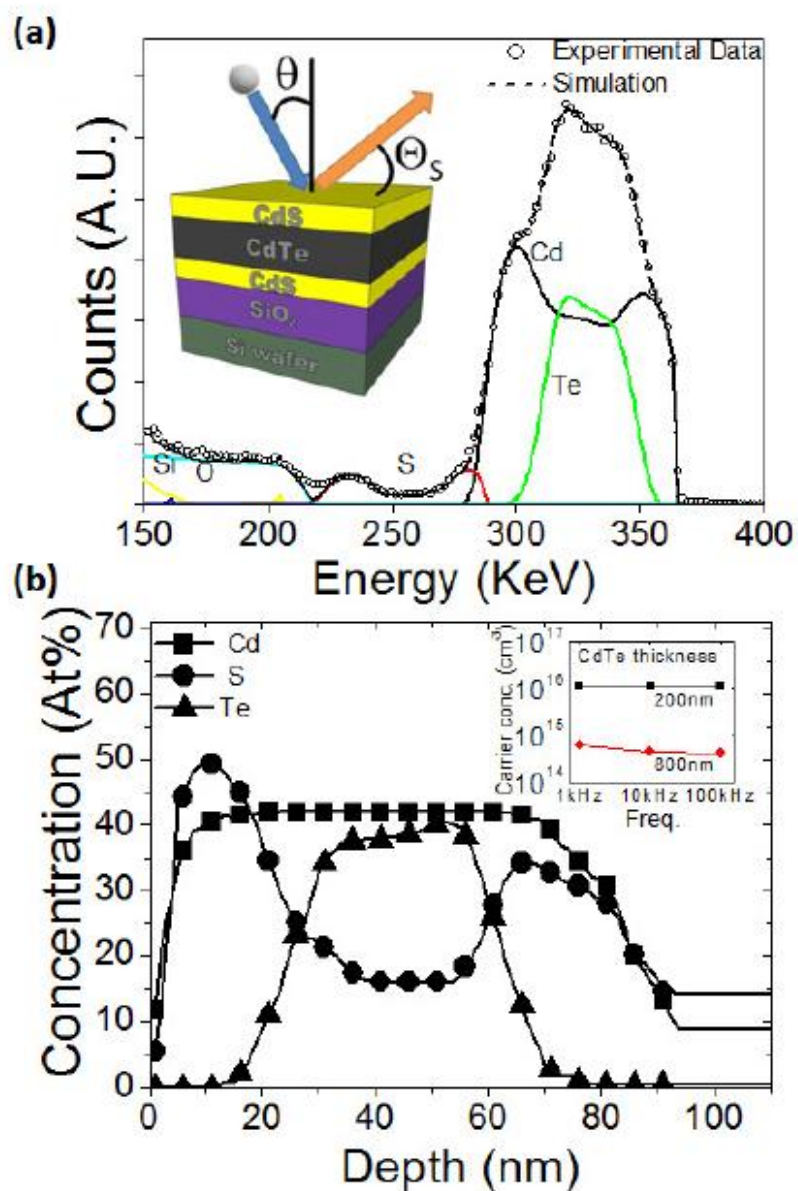 (a)
Experimental Data
Simulation
θ
Θs
CdS
CdTe
CdS
SiO2
Si wafer
Cd
Te
Si
O
S
Counts (A.U.)
150 200 250 300 350 400
Energy (KeV)
(b)
Cd
S
Te
70
60
50
40
30
20
10
0
Concentration (At%)
0 20 40 60 80 100
Depth (nm)
CdTe thickness
200nm
800nm
10^17
10^16
10^15
10^14
Carrier conc. (cm^3)
1kHz 10kHz 100kHz
Freq.